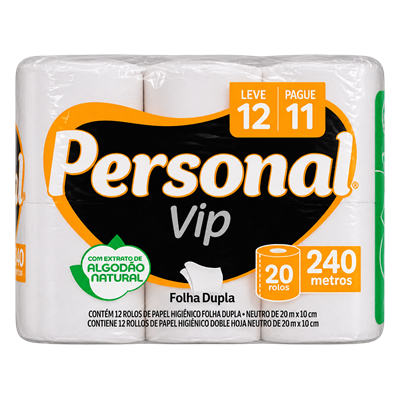 LEVE 12
PAGUE 11
Personal®
Vip
COM EXTRATO DE
ALGODÃO
NATURAL
Folha Dupla
20
rolos
240
metros
CONTÉM 12 ROLOS DE PAPEL HIGIÊNICO FOLHA DUPLA • NEUTRO DE 20 m x 10 cm
CONTIENE 12 ROLLOS DE PAPEL HIGIÉNICO DOBLE HOJA NEUTRO DE 20 m x 10 cm